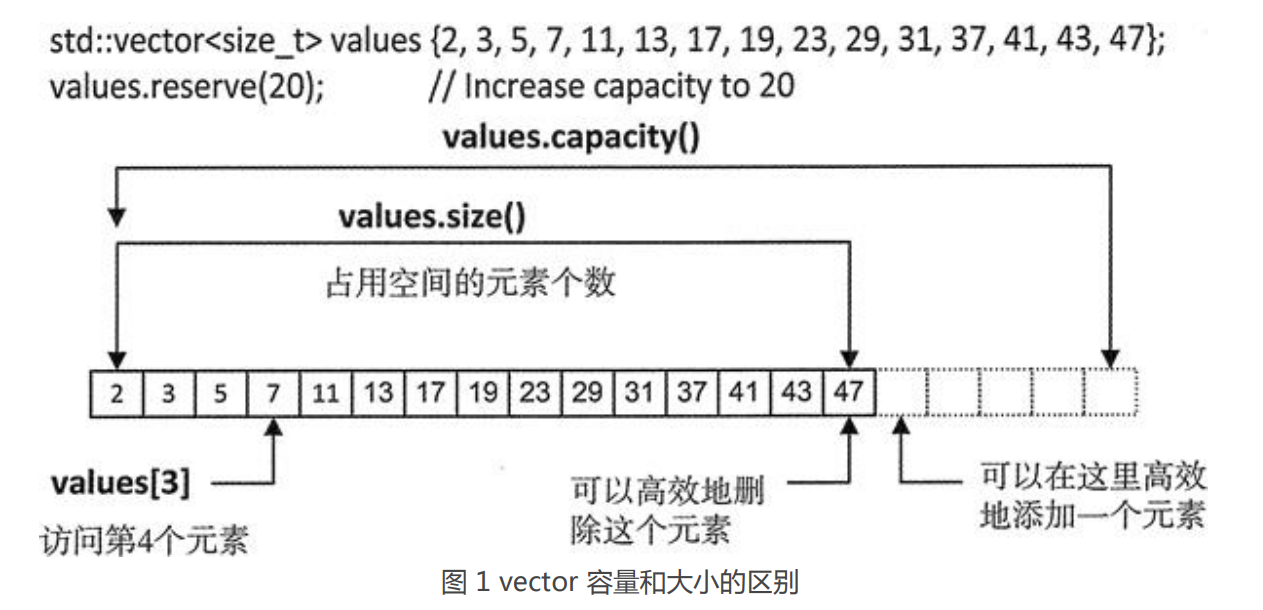 std::vector<size_t> values {2, 3, 5, 7, 11, 13, 17, 19, 23, 29, 31, 37, 41, 43, 47};
values.reserve(20); // Increase capacity to 20
values.capacity()
values.size()
占用空间的元素个数
2 3 5 7 11 13 17 19 23 29 31 37 41 43 47
values[3]
访问第4个元素
可以高效地删
除这个元素
可以在这里高效
地添加一个元素
图 1 vector 容量和大小的区别